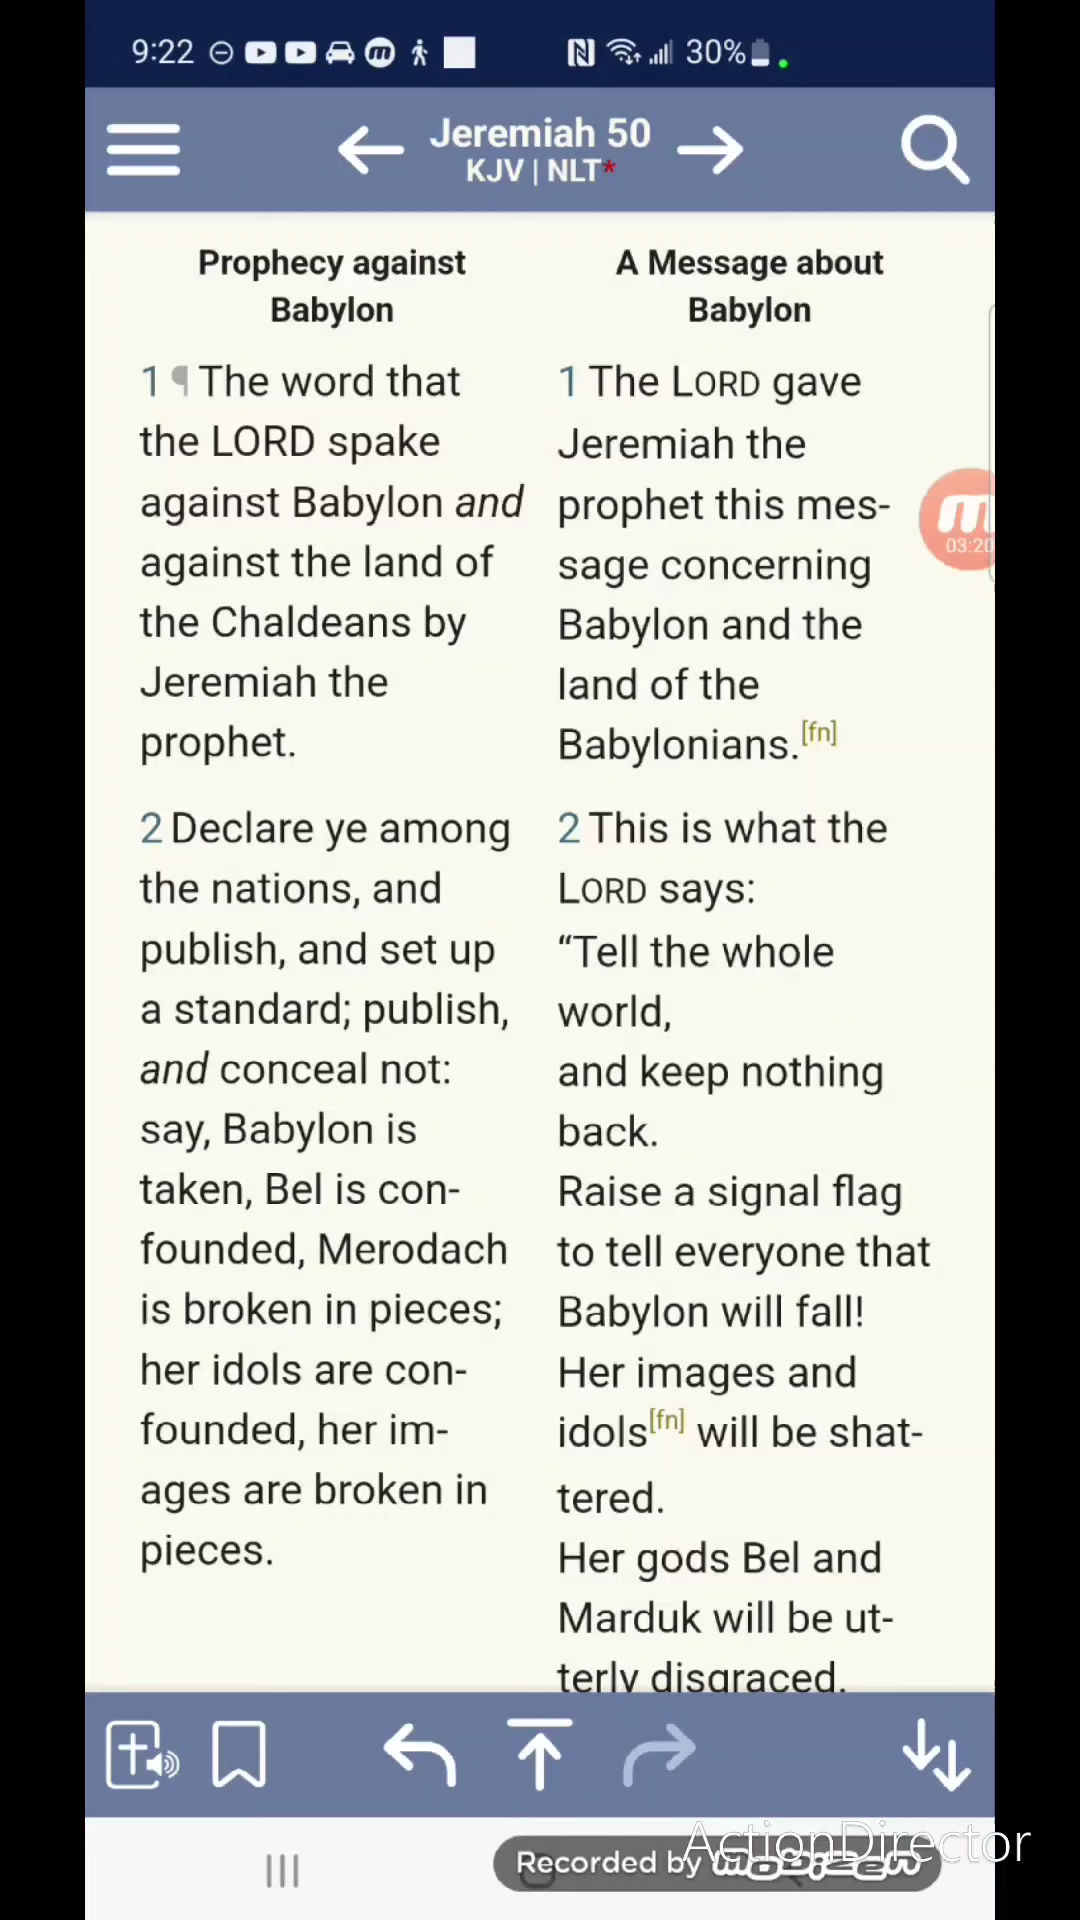 9:22
30%
Jeremiah 50
KJV | NLT*
Prophecy against
Babylon
1 ¶ The word that
the LORD spake
against Babylon and
against the land of
the Chaldeans by
Jeremiah the
prophet.
2 Declare ye among
the nations, and
publish, and set up
a standard; publish,
and conceal not:
say, Babylon is
taken, Bel is con-
founded, Merodach
is broken in pieces;
her idols are con-
founded, her im-
ages are broken in
pieces.
A Message about
Babylon
1 The LORD gave
Jeremiah the
prophet this mes-
sage concerning
Babylon and the
land of the
Babylonians.[fn]
2 This is what the
LORD says:
“Tell the whole
world,
and keep nothing
back.
Raise a signal flag
to tell everyone that
Babylon will fall!
Her images and
idols[fn] will be shat-
tered.
Her gods Bel and
Marduk will be ut-
terly disgraced.
m
03:20
ActionDirector
Recorded by mobizen